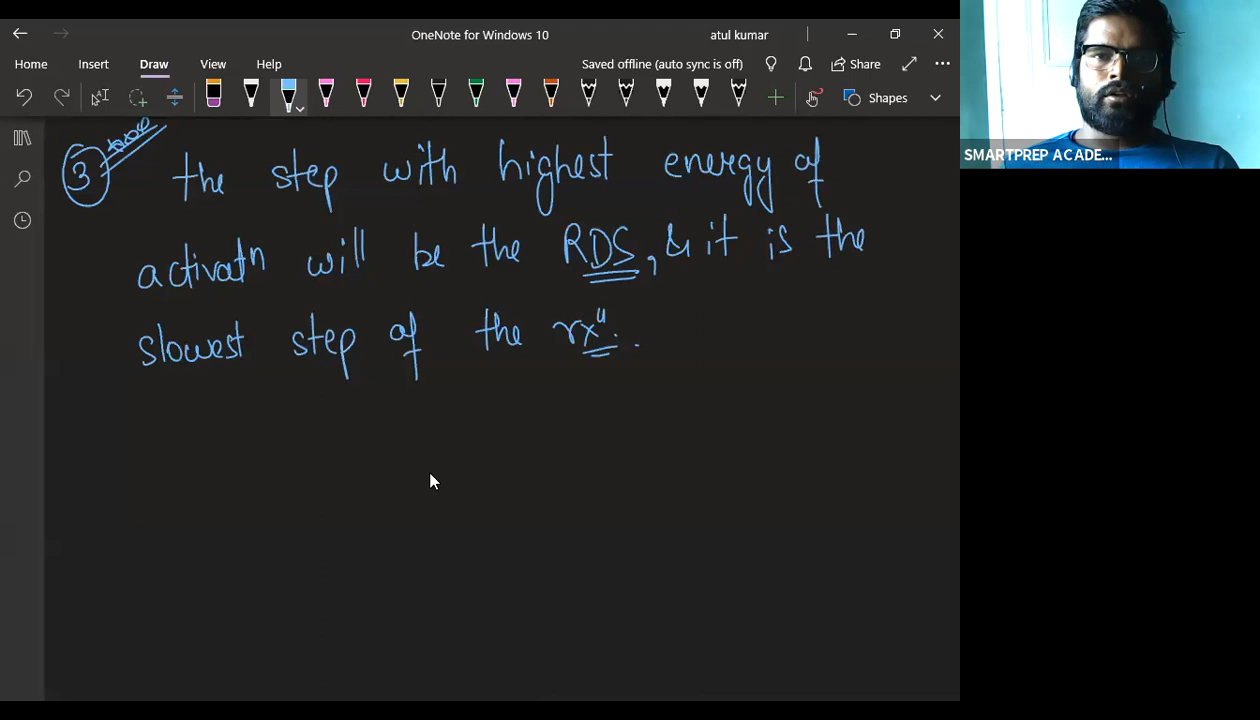 OneNote for Windows 10
atul kumar
Home Insert Draw View Help
Saved offline (auto sync is off)
Share
Shapes
SMARTPREP ACADE...
3 the step with highest energy of
activatn will be the RDS, & it is the
slowest step of the rxn.